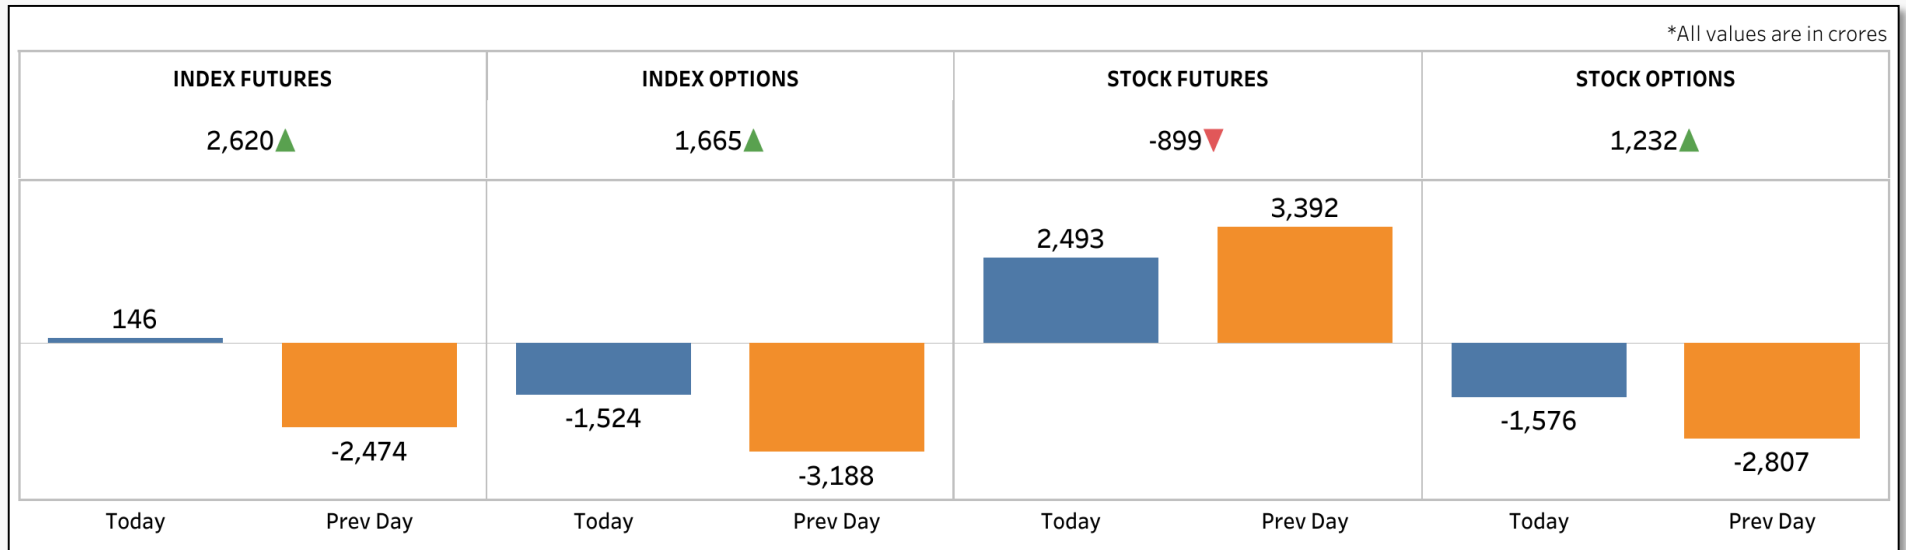 *All values are in crores
INDEX FUTURES INDEX OPTIONS STOCK FUTURES STOCK OPTIONS
2,620▲ 1,665▲ -899▼ 1,232▲
3,392
2,493
146
-1,524 -1,576
-2,474 -2,807
-3,188
Today Prev Day Today Prev Day Today Prev Day Today Prev Day